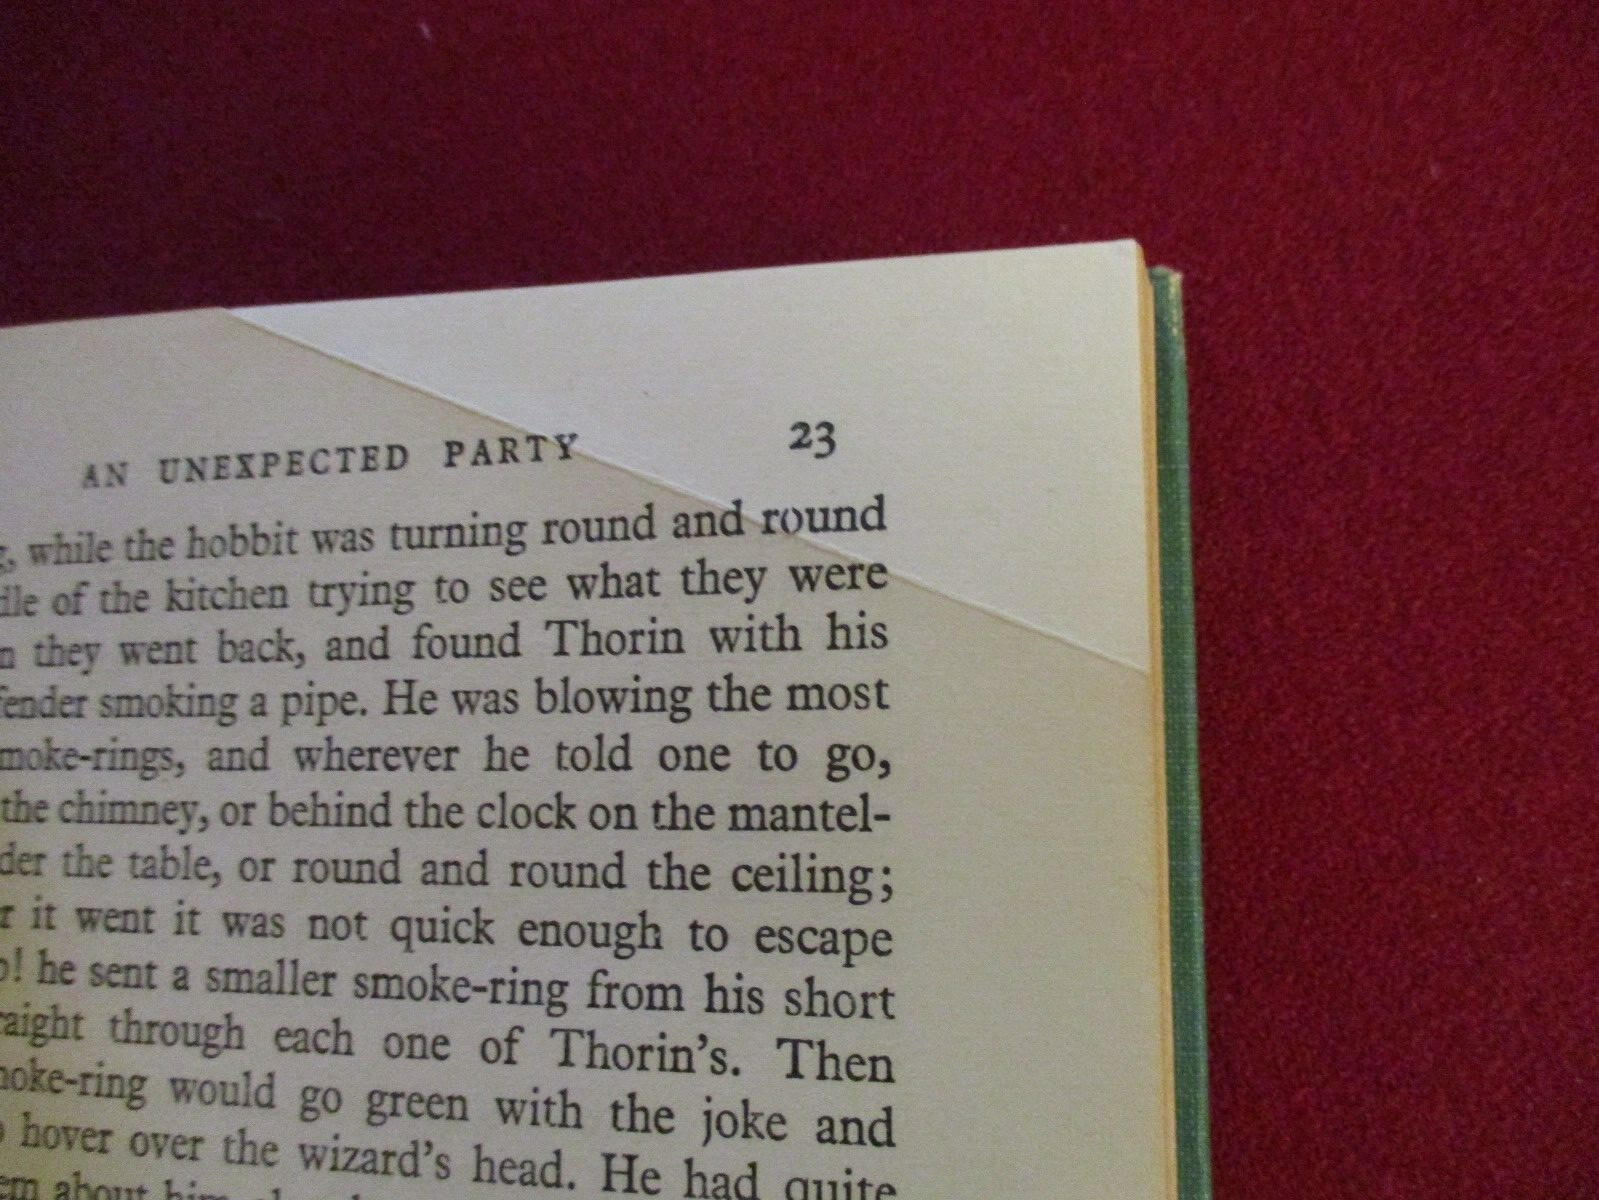 AN UNEXPECTED PARTY 23
while the hobbit was turning round and round
of the kitchen trying to see what they were
they went back, and found Thorin with his
fender smoking a pipe. He was blowing the most
moke-rings, and wherever he told one to go,
the chimney, or behind the clock on the mantel-
der the table, or round and round the ceiling;
r it went it was not quick enough to escape
he sent a smaller smoke-ring from his short
raight through each one of Thorin's. Then
moke-ring would go green with the joke and
hover over the wizard's head. He had quite
em about him